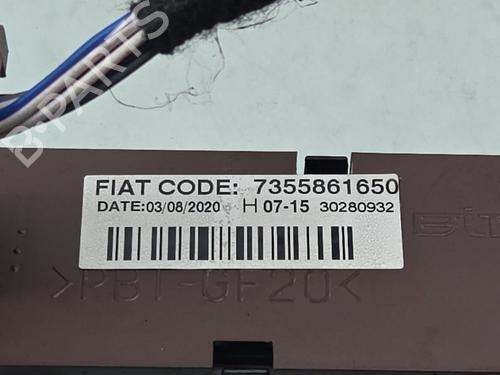 FIAT CODE: 7355861650
DATE:03/08/2020 H 07-15 30280932
>PBT-GF20<
B-PARTS